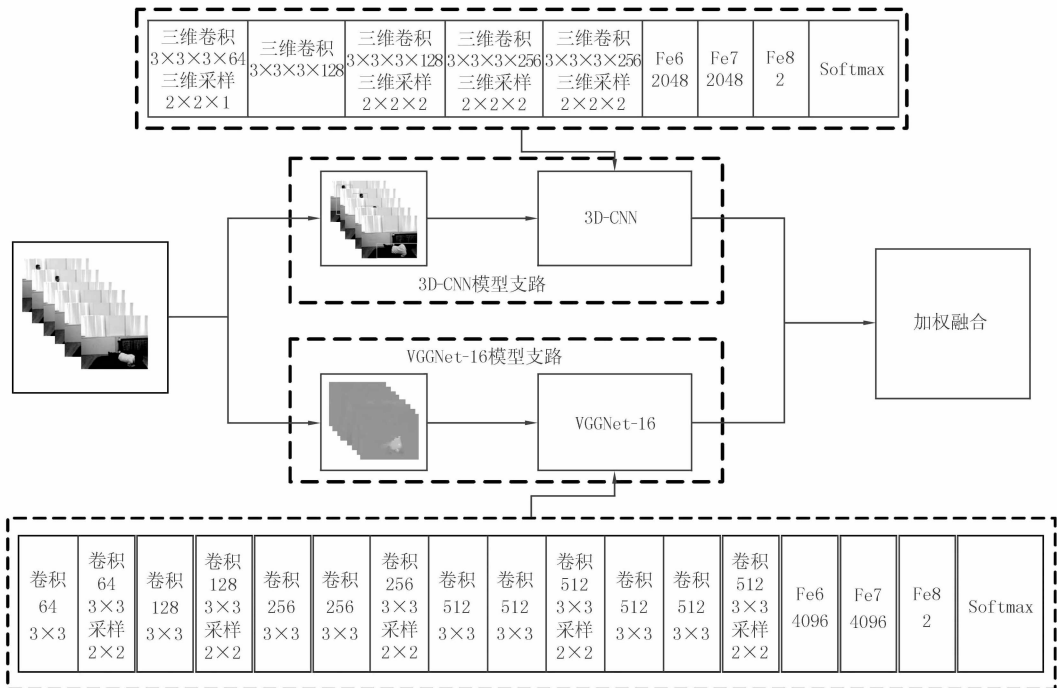 三维卷积
3×3×3×64
三维采样
2×2×1
三维卷积
3×3×3×128
三维卷积
3×3×3×128
三维采样
2×2×2
三维卷积
3×3×3×256
三维采样
2×2×2
三维卷积
3×3×3×256
三维采样
2×2×2
Fe6
2048
Fe7
2048
Fe8
2
Softmax
3D-CNN
3D-CNN模型支路
加权融合
VGGNet-16模型支路
VGGNet-16
卷积
64
3×3
卷积
64
3×3
采样
2×2
卷积
128
3×3
卷积
128
3×3
采样
2×2
卷积
256
3×3
卷积
256
3×3
卷积
256
3×3
采样
2×2
卷积
512
3×3
卷积
512
3×3
卷积
512
3×3
采样
2×2
卷积
512
3×3
卷积
512
3×3
卷积
512
3×3
采样
2×2
Fe6
4096
Fe7
4096
Fe8
2
Softmax